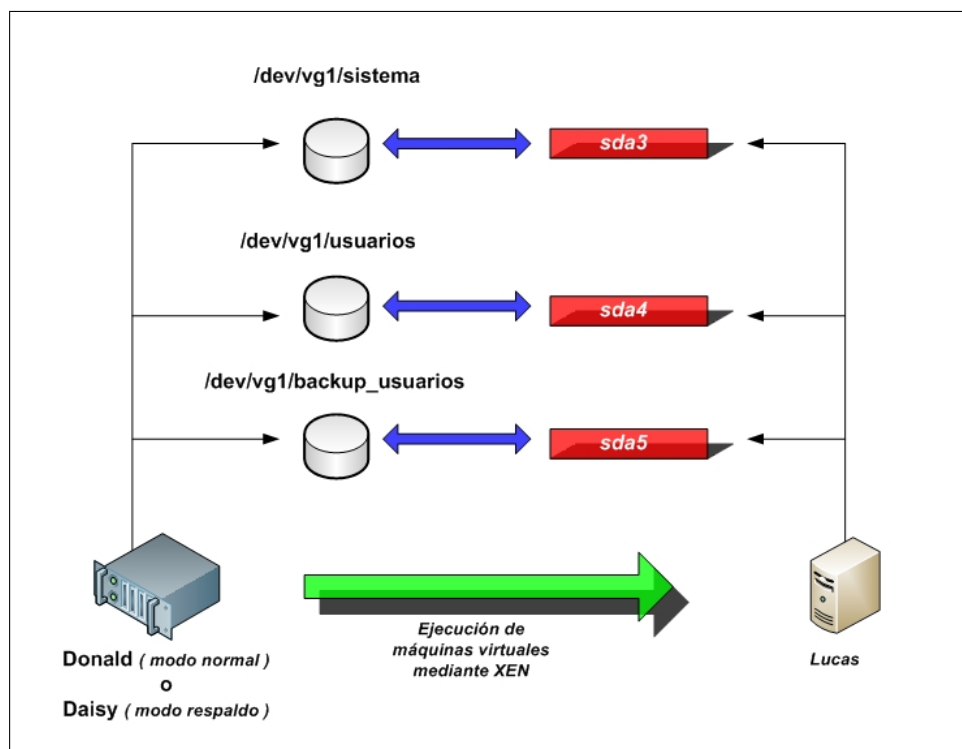 /dev/vg1/sistema
sda3
/dev/vg1/usuarios
sda4
/dev/vg1/backup_usuarios
sda5
Donald ( modo normal )
o
Daisy ( modo respaldo )
Ejecución de
máquinas virtuales
mediante XEN
Lucas